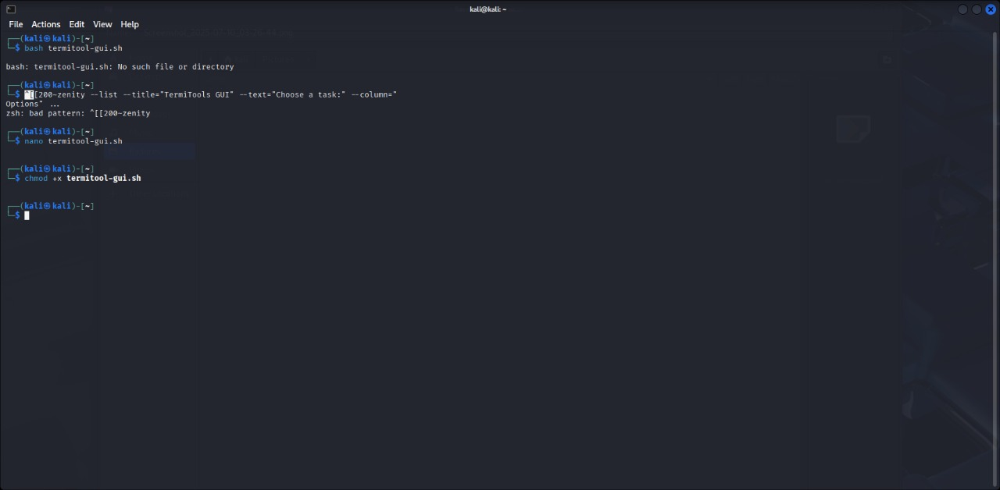 kali@kali: ~
File Actions Edit View Help
┌──(kali㉿kali)-[~]
└─$ bash termitool-gui.sh
bash: termitool-gui.sh: No such file or directory
┌──(kali㉿kali)-[~]
└─$ ^[[200~zenity --list --title="TermiTools GUI" --text="Choose a task:" --column="
Options" ...
zsh: bad pattern: ^[[200~zenity
┌──(kali㉿kali)-[~]
└─$ nano termitool-gui.sh
┌──(kali㉿kali)-[~]
└─$ chmod +x termitool-gui.sh
┌──(kali㉿kali)-[~]
└─$